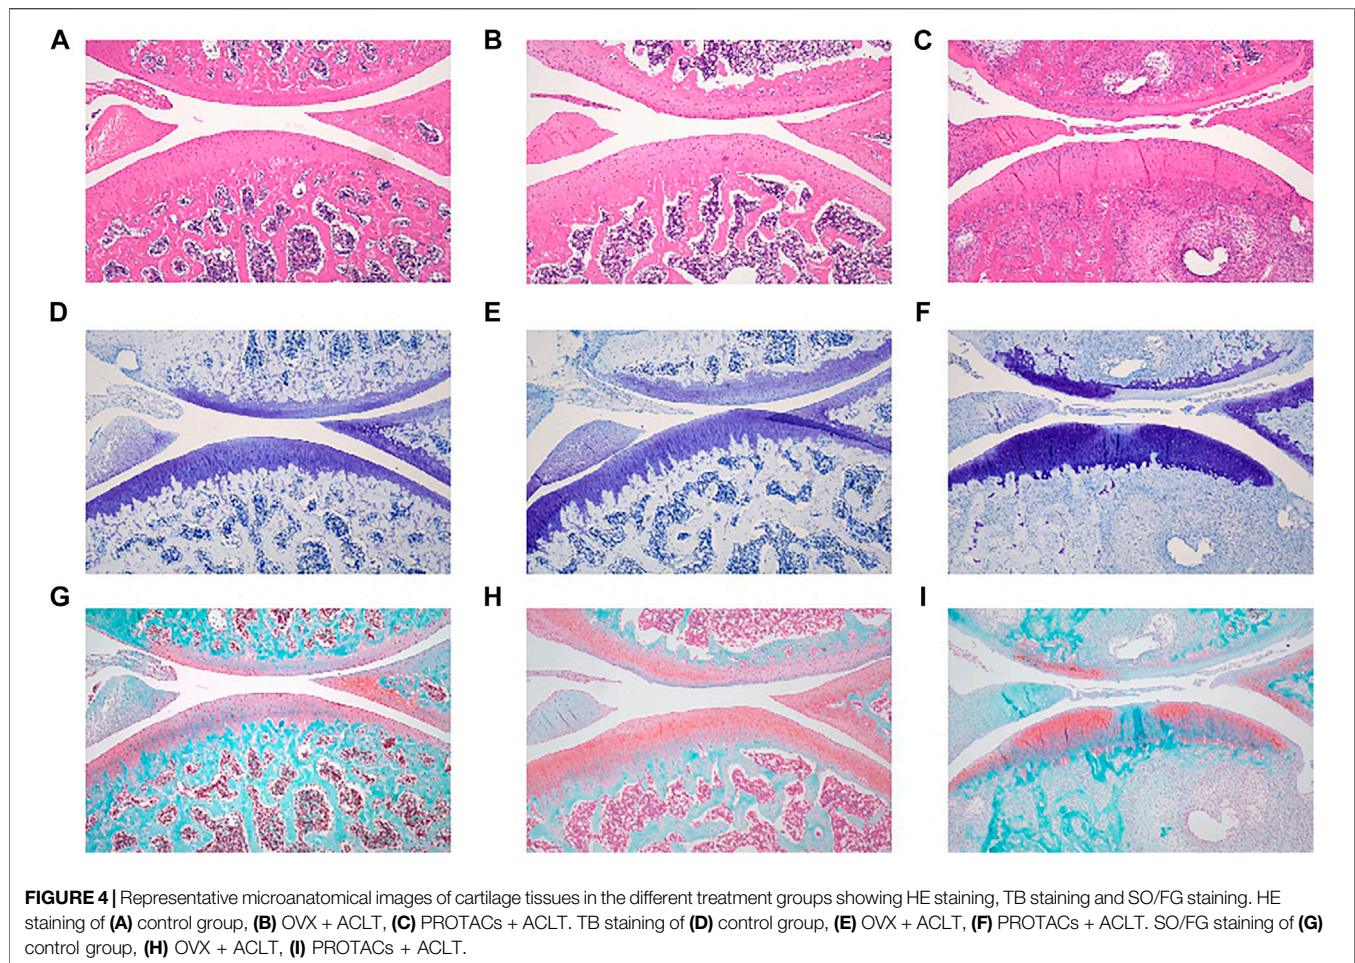 A
B
C
D
E
F
G
H
I
FIGURE 4 | Representative microanatomical images of cartilage tissues in the different treatment groups showing HE staining, TB staining and SO/FG staining. HE
staining of (A) control group, (B) OVX + ACLT, (C) PROTACs + ACLT. TB staining of (D) control group, (E) OVX + ACLT, (F) PROTACs + ACLT. SO/FG staining of (G)
control group, (H) OVX + ACLT, (I) PROTACs + ACLT.